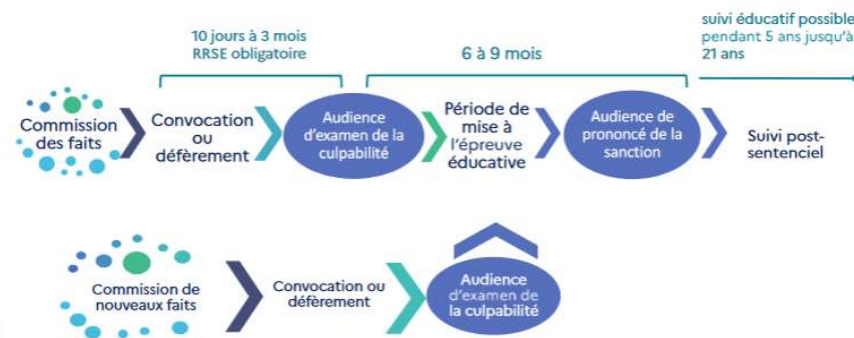 10 jours à 3 mois
RRSE obligatoire
6 à 9 mois
suivi éducatif possible
pendant 5 ans jusqu'à
21 ans
Commission
des faits
Convocation
ou
défèrement
Audience
d'examen de la
culpabilité
Période de
mise à
l'épreuve
éducative
Audience de
prononcé de la
sanction
Suivi post-
sentenciel
Commission de
nouveaux faits
Convocation ou
défèrement
Audience
d'examen de
la culpabilité